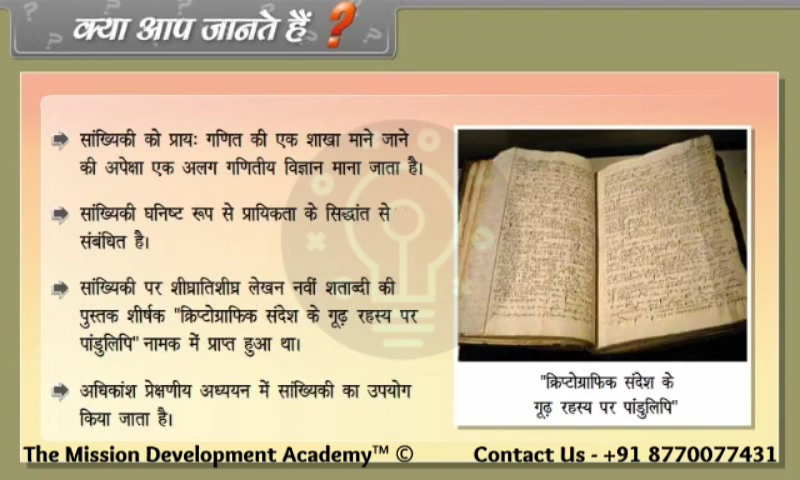 क्या आप जानते हैं ?
सांख्यिकी को प्रायः गणित की एक शाखा माने जाने
की अपेक्षा एक अलग गणितीय विज्ञान माना जाता है।
सांख्यिकी घनिष्ट रूप से प्रायिकता के सिद्धांत से
संबंधित है।
सांख्यिकी पर शीघ्रातिशीघ्र लेखन नवीं शताब्दी की
पुस्तक शीर्षक "क्रिप्टोग्राफिक संदेश के गूढ़ रहस्य पर
पांडुलिपि" नामक में प्राप्त हुआ था।
अधिकांश प्रेक्षणीय अध्ययन में सांख्यिकी का उपयोग
किया जाता है।
"क्रिप्टोग्राफिक संदेश के
गूढ़ रहस्य पर पांडुलिपि"
The Mission Development Academy™ © Contact Us - +91 8770077431